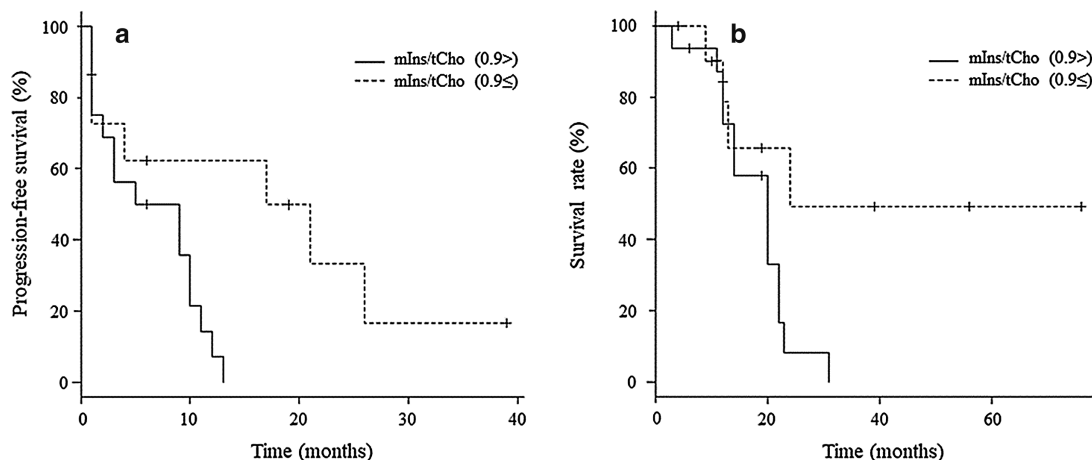 a
mIns/tCho (0.9>)
mIns/tCho (0.9≤)
Progression-free survival (%)
100
80
60
40
20
0
0 10 20 30 40
Time (months)
b
mIns/tCho (0.9>)
mIns/tCho (0.9≤)
Survival rate (%)
100
80
60
40
20
0
0 20 40 60
Time (months)